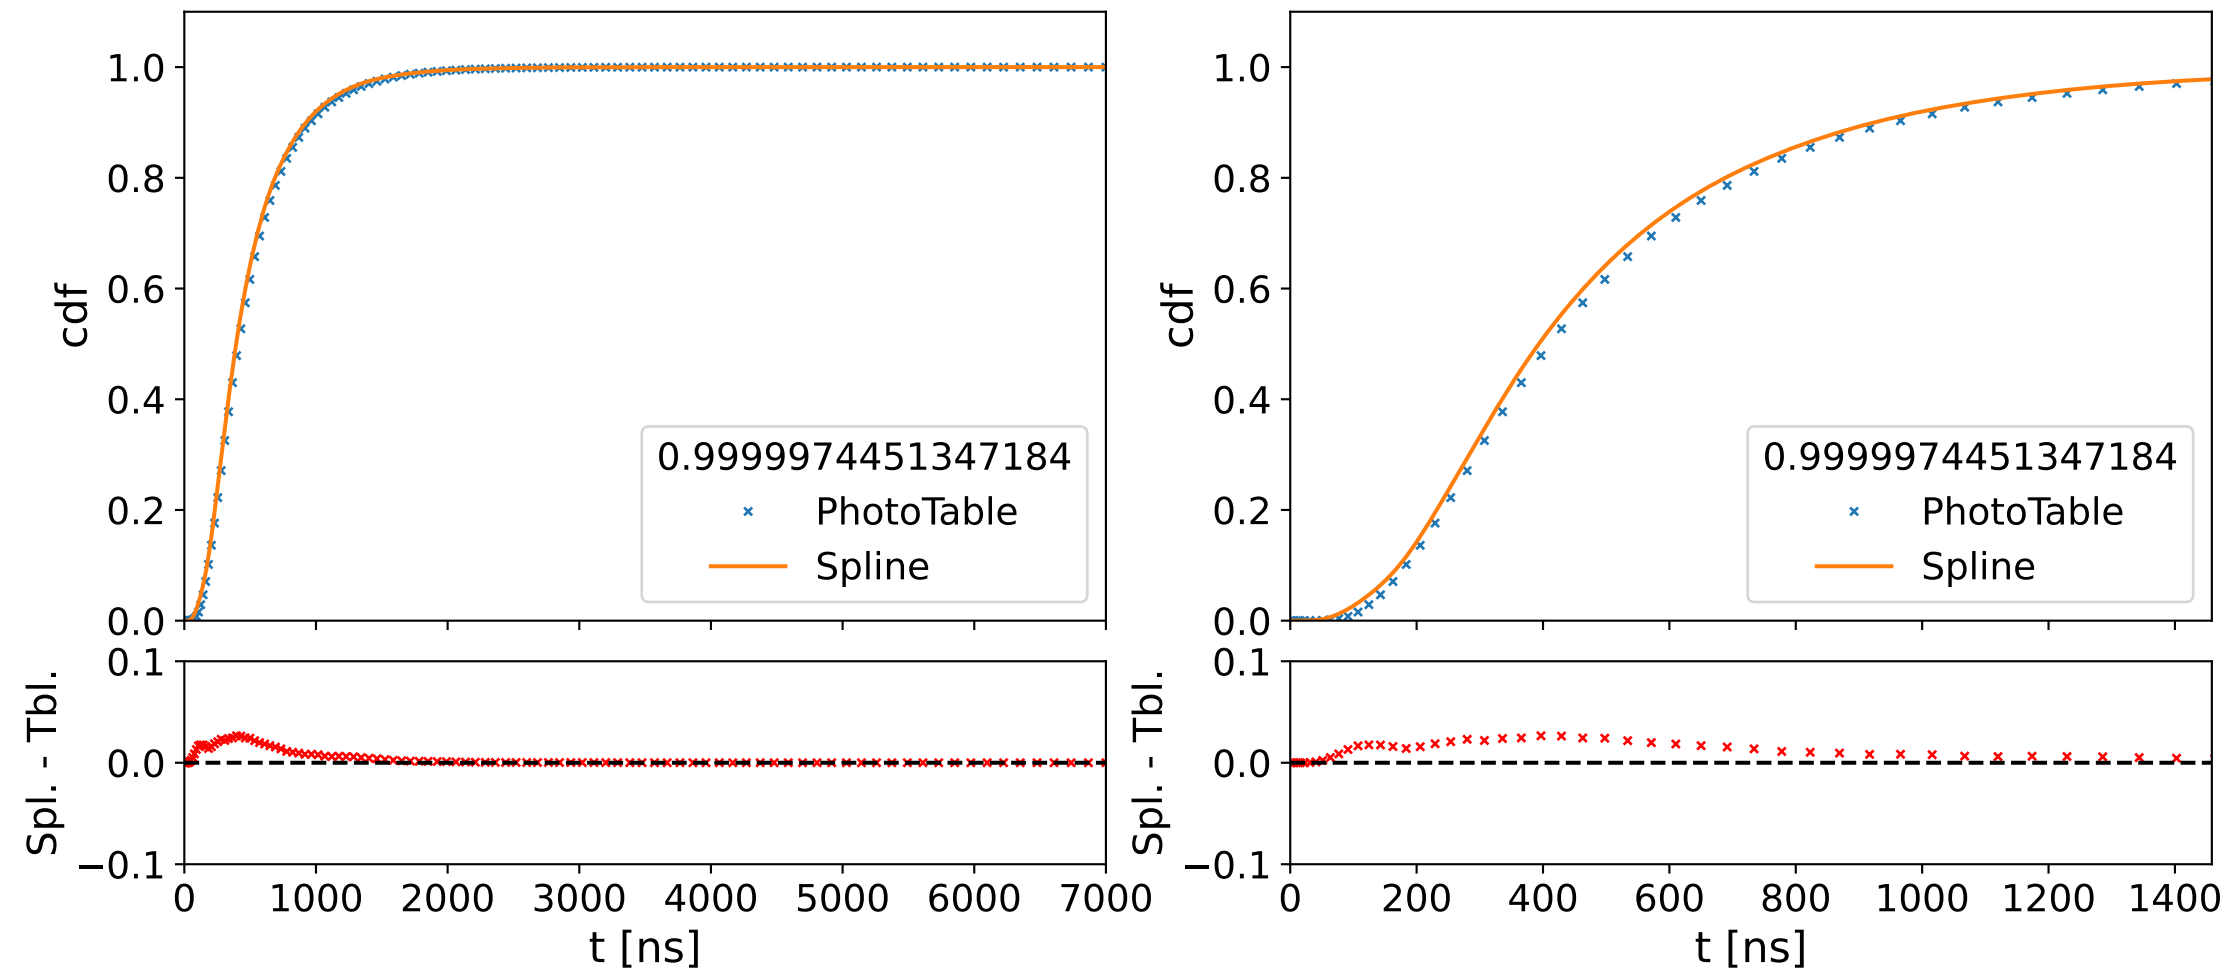 cdf
1.0
0.8
0.6
0.4
0.2
0.0
0.9999974451347184
PhotoTable
Spline
Spl. - Tbl.
0.1
0.0
−0.1
0 1000 2000 3000 4000 5000 6000 7000
t [ns]
cdf
1.0
0.8
0.6
0.4
0.2
0.0
0.9999974451347184
PhotoTable
Spline
Spl. - Tbl.
0.1
0.0
−0.1
0 200 400 600 800 1000 1200 1400
t [ns]